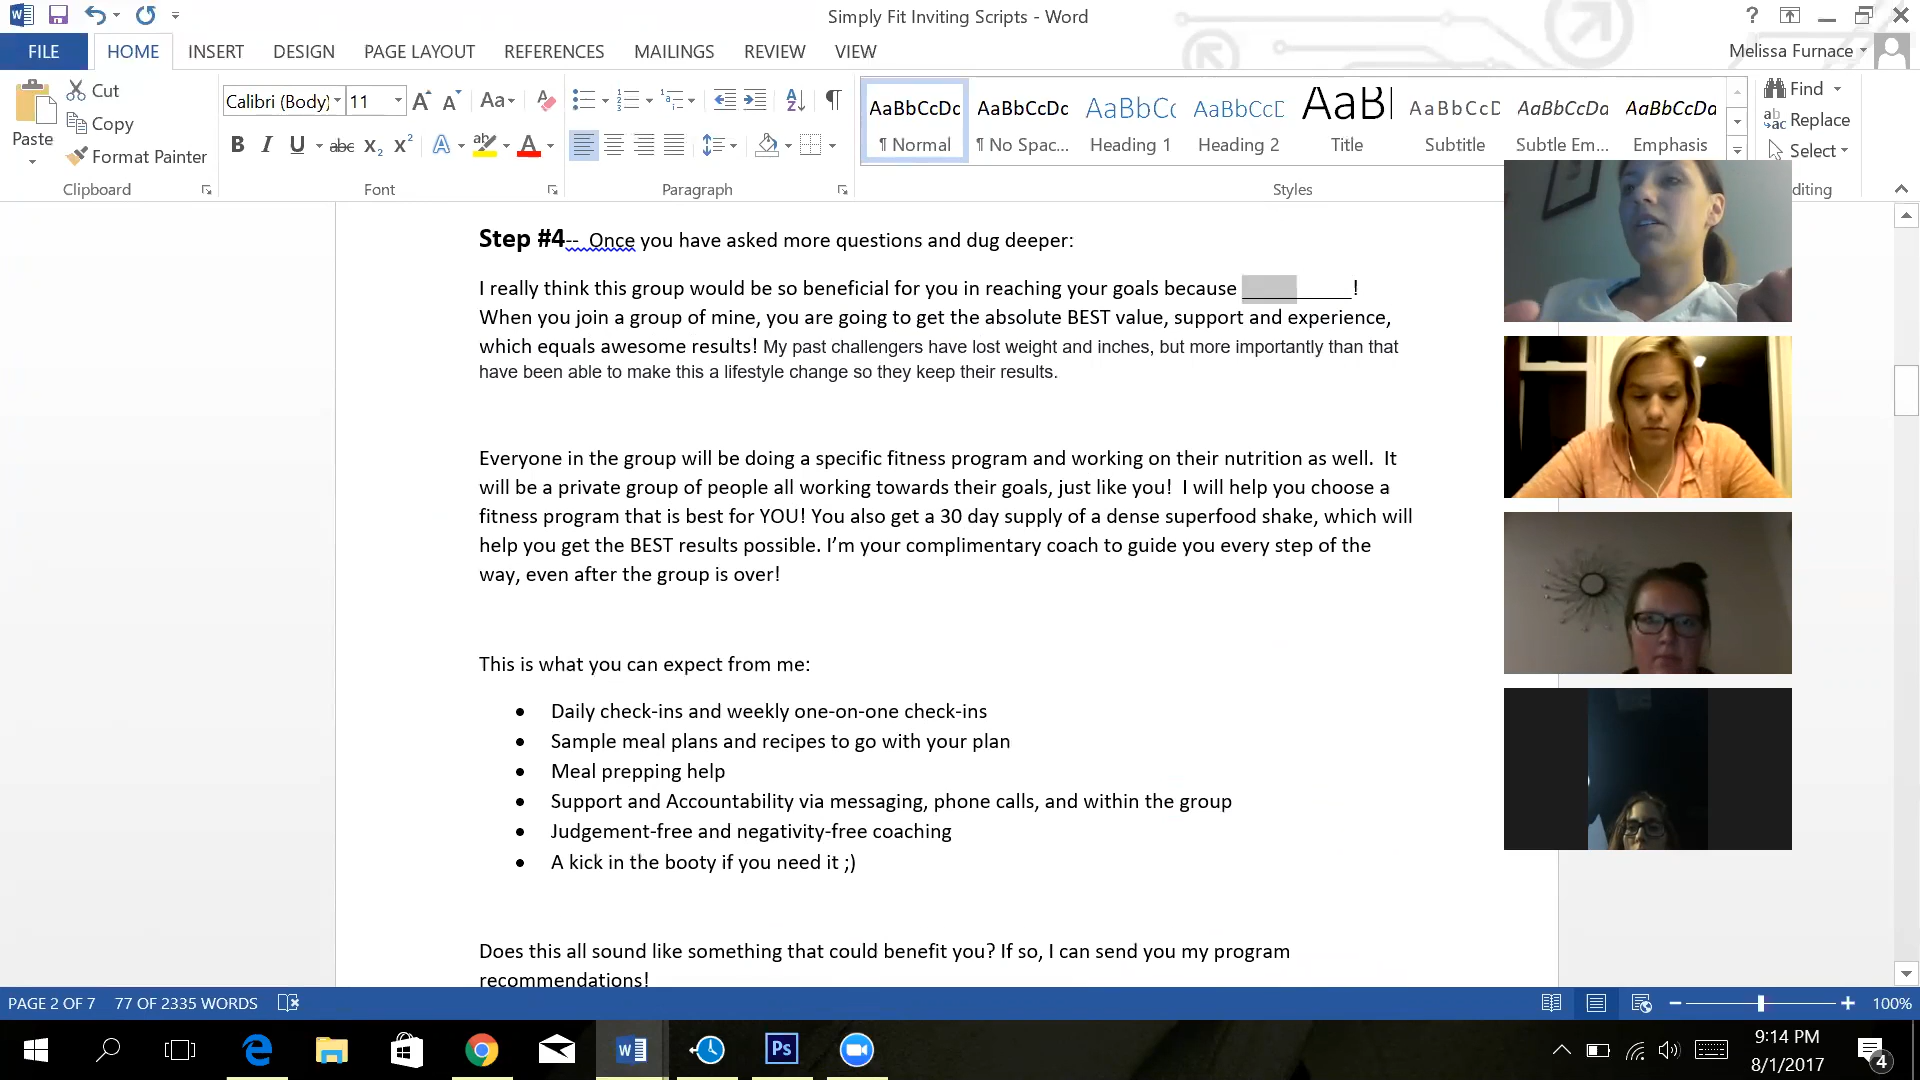 Simply Fit Inviting Scripts - Word
?
FILE HOME INSERT DESIGN PAGE LAYOUT REFERENCES MAILINGS REVIEW VIEW
Melissa Furnace
Cut
Copy
Format Painter
Paste
Clipboard
Calibri (Body) 11
Font
Paragraph
AaBbCcDc AaBbCcDc AaBbCc AaBbCcD AaB AaBbCcD AaBbCcDa AaBbCcDa
¶ Normal ¶ No Spac... Heading 1 Heading 2 Title Subtitle Subtle Em... Emphasis
Styles
Find
Replace
Select
diting
Step #4-- Once you have asked more questions and dug deeper:
I really think this group would be so beneficial for you in reaching your goals because __________!
When you join a group of mine, you are going to get the absolute BEST value, support and experience,
which equals awesome results! My past challengers have lost weight and inches, but more importantly than that
have been able to make this a lifestyle change so they keep their results.
Everyone in the group will be doing a specific fitness program and working on their nutrition as well.  It
will be a private group of people all working towards their goals, just like you!  I will help you choose a
fitness program that is best for YOU! You also get a 30 day supply of a dense superfood shake, which will
help you get the BEST results possible. I’m your complimentary coach to guide you every step of the
way, even after the group is over!
This is what you can expect from me:
• Daily check-ins and weekly one-on-one check-ins
• Sample meal plans and recipes to go with your plan
• Meal prepping help
• Support and Accountability via messaging, phone calls, and within the group
• Judgement-free and negativity-free coaching
• A kick in the booty if you need it ;)
Does this all sound like something that could benefit you? If so, I can send you my program
recommendations!
PAGE 2 OF 7 77 OF 2335 WORDS
100%
Ps
9:14 PM
8/1/2017
4